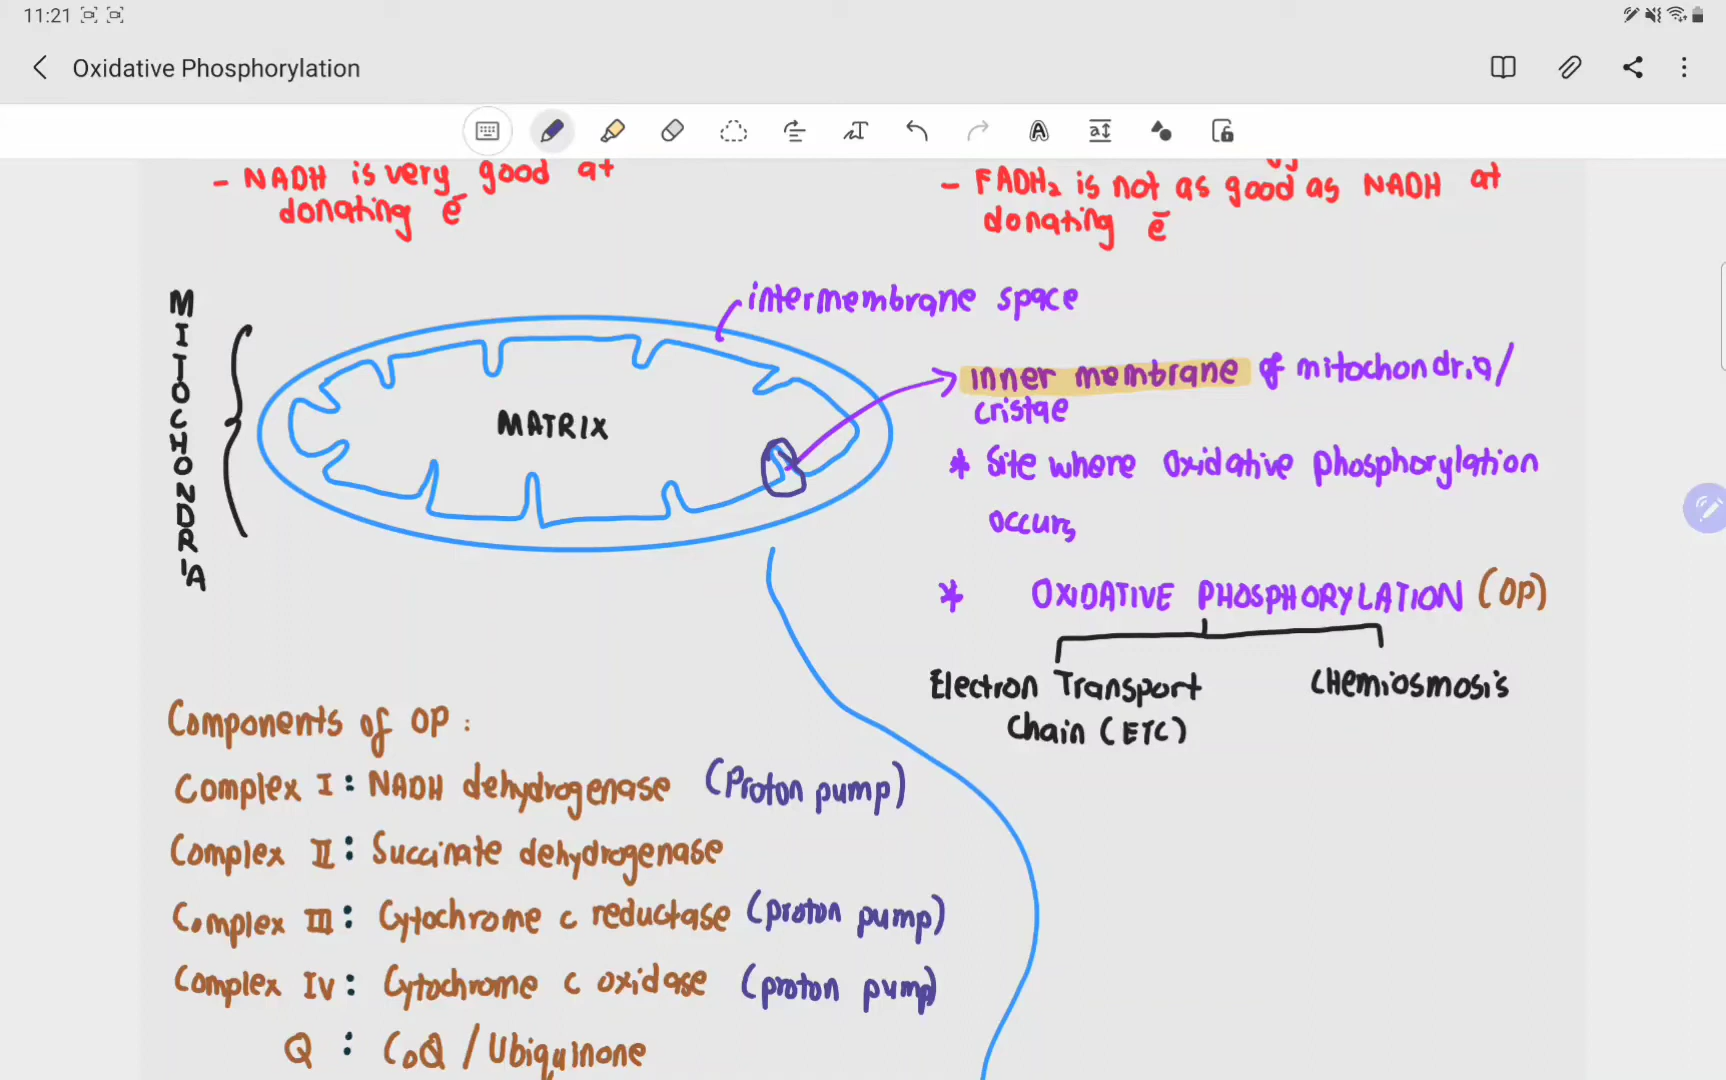 11:21
Oxidative Phosphorylation
- NADH is very good at
donating e⁻
- FADH₂ is not as good as NADH at
donating e⁻
MITOCHONDRIA
intermembrane space
inner membrane of mitochondria/
cristae
MATRIX
* Site where Oxidative phosphorylation
occurs
* OXIDATIVE PHOSPHORYLATION (OP)
Electron Transport
Chain (ETC)
CHemiosmosis
Components of OP :
Complex I : NADH dehydrogenase (Proton pump)
Complex II : Succinate dehydrogenase
Complex III : Cytochrome c reductase (proton pump)
Complex IV : Cytochrome c oxidase (proton pump)
Q : CoQ / Ubiquinone